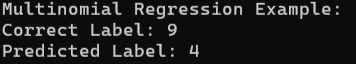 Multinomial Regression Example:
Correct Label: 9
Predicted Label: 4